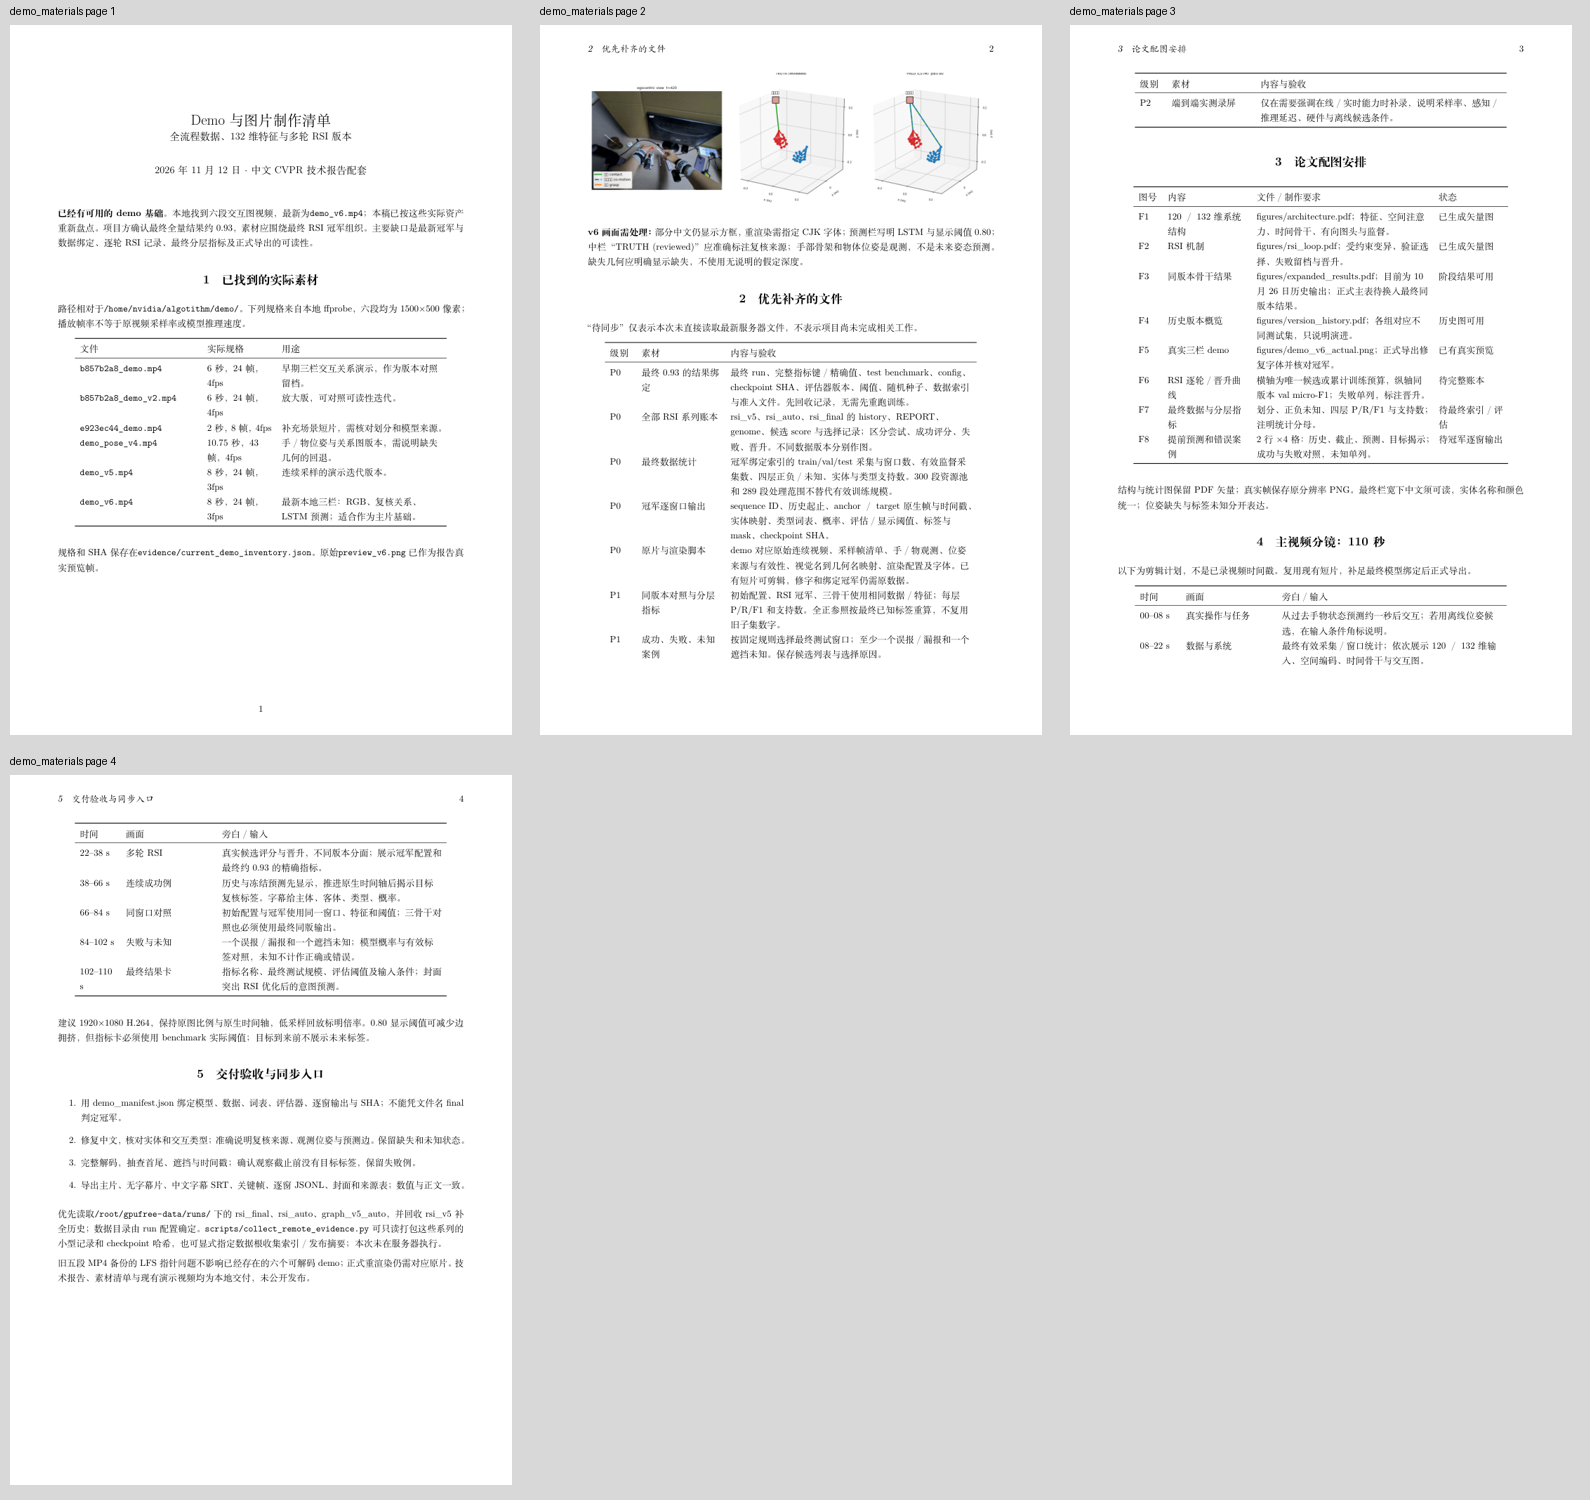 demo_materials page 1
Demo 与图片制作清单
全流程数据、132 维特征与多轮 RSI 版本
2026 年 11 月 12 日 · 中文 CVPR 技术报告配套
已经有可用的 demo 基础。本地找到六段交互图视频，最新为demo_v6.mp4；本稿已按这些实际资产
重新盘点。项目方确认最终全量结果约 0.93，素材应围绕最终 RSI 冠军组织。主要缺口是最新冠军与
数据绑定、逐轮 RSI 记录、最终分层指标及正式导出的可读性。
1 已找到的实际素材
路径相对于/home/nvidia/algotithm/demo/。下列规格来自本地 ffprobe，六段均为 1500×500 像素；
播放帧率不等于原视频采样率或模型推理速度。
文件 实际规格 用途
b857b2a8_demo.mp4 6 秒，24 帧， 早期三栏交互关系演示，作为版本对照
4fps 留档。
b857b2a8_demo_v2.mp4 6 秒，24 帧， 放大版，可对照可读性迭代。
4fps
e923ec44_demo.mp4 2 秒，8 帧，4fps 补充场景短片，需核对划分和模型来源。
demo_pose_v4.mp4 10.75 秒，43 手 / 物位姿与关系图版本，需说明缺失
帧，4fps 几何的回退。
demo_v5.mp4 8 秒，24 帧， 连续采样的演示迭代版本。
3fps
demo_v6.mp4 8 秒，24 帧， 最新本地三栏：RGB、复核关系、
3fps LSTM 预测；适合作为主片基础。
规格和 SHA 保存在evidence/current_demo_inventory.json。原始preview_v6.png 已作为报告真
实预览帧。
1
demo_materials page 2
2 优先补齐的文件 2
v6 画面需处理：部分中文仍显示方框，重渲染需指定 CJK 字体；预测栏写明 LSTM 与显示阈值 0.80；
中栏 “TRUTH (reviewed)” 应准确标注复核来源；手部骨架和物体位姿是观测，不是未来姿态预测。
缺失几何应明显示缺失，不使用无说明的假定深度。
2 优先补齐的文件
“待同步” 仅表示本次未直接读取最新服务器文件，不表示项目尚未完成相关工作。
级别 素材 内容与验收
P0 最终 0.93 的结果绑 最终 run、完整指标键 / 精确值、test benchmark、config、
定 checkpoint SHA、评估器版本、阈值、随机种子、数据索引
与准入文件。先回收记录，无需先重跑训练。
P0 全部 RSI 系列账本 rsi_v5、rsi_auto、rsi_final 的 history、REPORT、
genome、候选 score 与选择记录；区分尝试、成功评分、失
败、晋升。不同数据版本分别作图。
P0 最终数据统计 冠军绑定索引的 train/val/test 采集与窗口数、有效监督采
集数、四层正负 / 未知、实体与类型支持数。300 段资源池
和 289 段处理范围不替代有效训练规模。
P0 冠军逐窗口输出 sequence ID、历史起止、anchor / target 原生帧与时间戳、
实体映射、类型词表、概率、评估 / 显示阈值、标签与
mask、checkpoint SHA。
P0 原片与渲染脚本 demo 对应原始连续视频、采样帧清单、手 / 物观测、位姿
来源与有效性、视觉名到几何名映射、渲染配置及字体。已
有短片可剪辑，修字和绑定冠军仍需原数据。
P1 同版本对照与分层 初始配置、RSI 冠军、三骨干使用相同数据 / 特征；每层
指标 P/R/F1 和支持数。全正参照按最终已知标签重算，不复用
旧子集数字。
P1 成功、失败、未知 按固定规则选择最终测试窗口；至少一个误报 / 漏报和一个
案例 遮挡未知。保存候选列表与选择原因。
demo_materials page 3
3 论文配图安排 3
级别 素材 内容与验收
P2 端到端实测录屏 仅在需要强调在线 / 实时能力时补录，说明采样率、感知 /
推理延迟、硬件与离线候选条件。
3 论文配图安排
图号 内容 文件 / 制作要求 状态
F1 120 / 132 维系统 figures/architecture.pdf；特征、空间注意 已生成矢量图
结构 力、时间骨干、有向图头与监督。
F2 RSI 机制 figures/rsi_loop.pdf；受约束变异、验证选 已生成矢量图
择、失败留档与晋升。
F3 同版本骨干结果 figures/expanded_results.pdf；目前为 10 阶段结果可用
月 26 日历史输出；正式主表待换入最终同
版本结果。
F4 历史版本概览 figures/version_history.pdf；各组对应不 历史图可用
同测试集，只说明演进。
F5 真实三栏 demo figures/demo_v6_actual.png；正式导出修 已有真实预览
复字体并核对冠军。
F6 RSI 逐轮 / 晋升曲 横轴为唯一候选或累计训练预算，纵轴同 待完整账本
线 版本 val micro-F1；失败单列，标注晋升。
F7 最终数据与分层指 划分、正负未知、四层 P/R/F1 与支持数； 待最终索引 / 评
标 注明统计分母。 估
F8 提前预测和错误案 2 行 ×4 格：历史、截止、预测、目标揭示； 待冠军逐窗输出
例 成功与失败对照，未知单列。
结构与统计图保留 PDF 矢量；真实帧保存原分辨率 PNG。最终栏宽下中文须可读，实体名称和颜色
统一；位姿缺失与标签未知分开表达。
4 主视频分镜：110 秒
以下为剪辑计划，不是已录视频时间戳。复用现有短片，补足最终模型绑定后正式导出。
时间 画面 旁白 / 输入
00–08 s 真实操作与任务 从过去手物状态预测约一秒后交互；若用离线位姿候
选，在输入条件角标说明。
08–22 s 数据与系统 最终有效采集 / 窗口统计；依次展示 120 / 132 维输
入、空间编码、时间骨干与交互图。
demo_materials page 4
5 交付验收与同步入口 4
时间 画面 旁白 / 输入
22–38 s 多轮 RSI 真实候选评分与晋升，不同版本分面；展示冠军配置和
最终约 0.93 的精确指标。
38–66 s 连续成功例 历史与冻结预测先显示，推进原生时间轴后揭示目标
复核标签。字幕给主体、客体、类型、概率。
66–84 s 同窗口对照 初始配置与冠军使用同一窗口、特征和阈值；三骨干对
照也必须使用最终同版输出。
84–102 s 失败与未知 一个误报 / 漏报和一个遮挡未知；模型概率与有效标
签对照，未知不计作正确或错误。
102–110 最终结果卡 指标名称、最终测试规模、评估阈值及输入条件；封面
s 突出 RSI 优化后的意图预测。
建议 1920×1080 H.264，保持原图比例与原生时间轴，低采样回放标明倍率。0.80 显示阈值可减少边
拥挤，但指标卡必须使用 benchmark 实际阈值；目标到来前不展示未来标签。
5 交付验收与同步入口
1. 用 demo_manifest.json 绑定模型、数据、词表、评估器、逐窗输出与 SHA；不能凭文件名 final
判定冠军。
2. 修复中文，核对实体和交互类型；准确说明复核来源、观测位姿与预测边。保留缺失和未知状态。
3. 完整解码，抽查首尾、遮挡与时间戳；确认观察截止前没有目标标签，保留失败例。
4. 导出主片、无字幕片、中文字幕 SRT、关键帧、逐窗 JSONL、封面和来源表；数值与正文一致。
优先读取/root/gpufree-data/runs/ 下的 rsi_final、rsi_auto、graph_v5_auto，并回收 rsi_v5 补
全历史；数据目录由 run 配置确定。scripts/collect_remote_evidence.py 可只读打包这些系列的
小型记录和 checkpoint 哈希，也可显式指定数据根收集索引 / 发布摘要；本次未在服务器执行。
旧五段 MP4 备份的 LFS 指针问题不影响已经存在的六个可解码 demo；正式重渲染仍需对应原片。技
术报告、素材清单与现有演示视频均为本地交付，未公开发布。